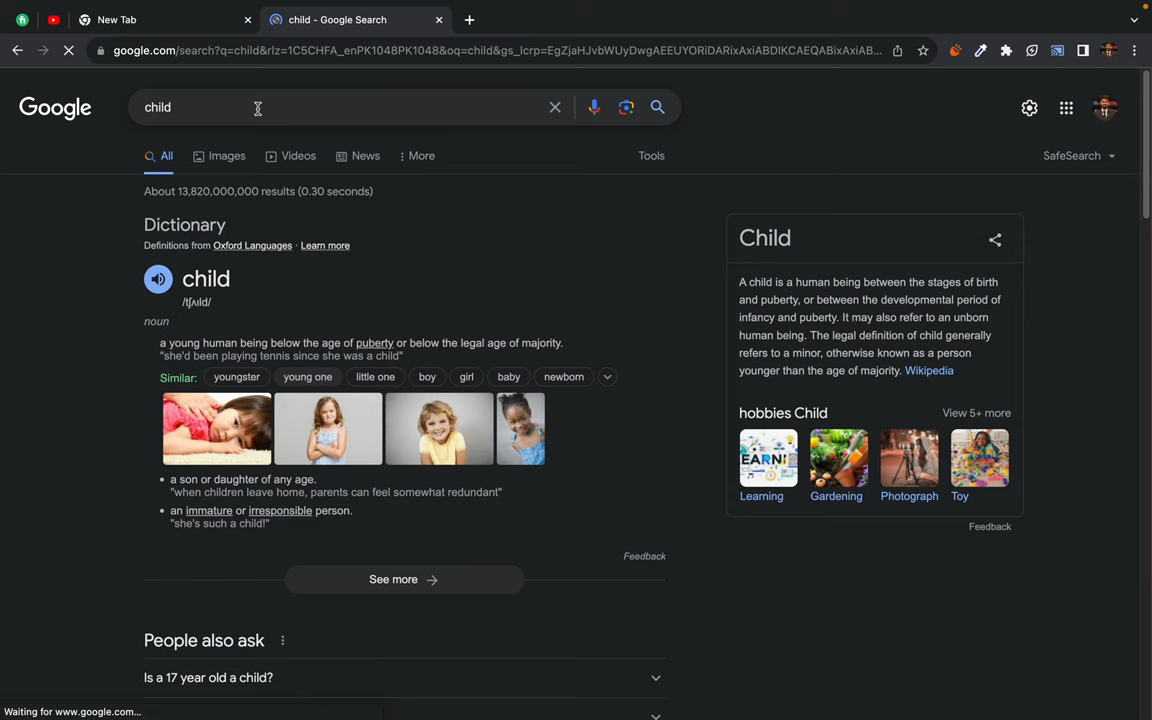 New Tab
child - Google Search
google.com/search?q=child&rlz=1C5CHFA_enPK1048PK1048&oq=child&gs_lcrp=EgZjaHJvbWUyDwgAEEUYORiDARixAxiABDIKCAEQABixAxiAB...
Google
child
All
Images
Videos
News
More
Tools
SafeSearch
About 13,820,000,000 results (0.30 seconds)
Dictionary
Definitions from Oxford Languages · Learn more
child
/tʃʌɪld/
noun
a young human being below the age of puberty or below the legal age of majority.
"she'd been playing tennis since she was a child"
Similar: youngster young one little one boy girl baby newborn
• a son or daughter of any age.
"when children leave home, parents can feel somewhat redundant"
• an immature or irresponsible person.
"she's such a child!"
Feedback
See more
People also ask
Is a 17 year old a child?
Child
A child is a human being between the stages of birth
and puberty, or between the developmental period of
infancy and puberty. It may also refer to an unborn
human being. The legal definition of child generally
refers to a minor, otherwise known as a person
younger than the age of majority. Wikipedia
hobbies Child
View 5+ more
EARNI
Learning
Gardening
Photograph
Toy
Feedback
Waiting for www.google.com...